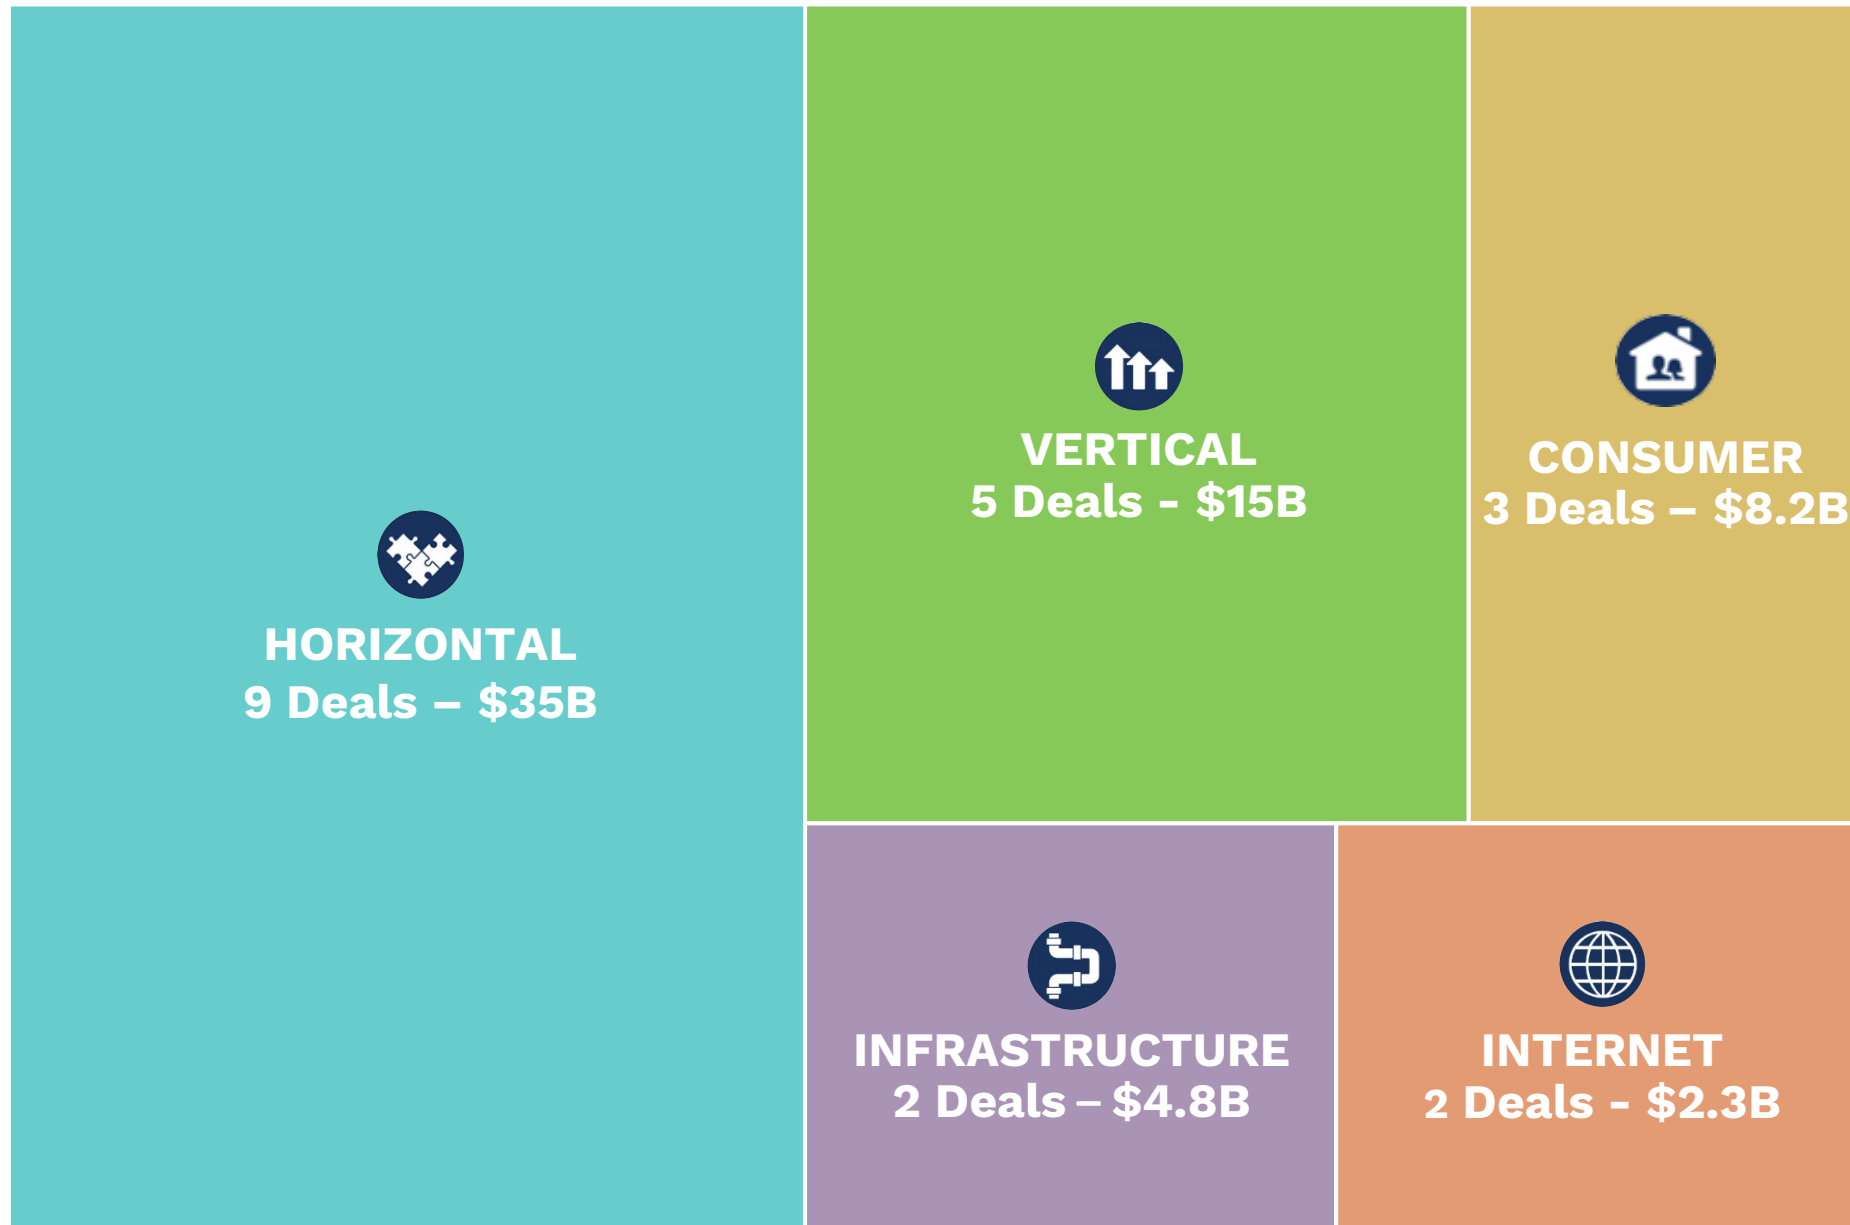 HORIZONTAL
9 Deals – $35B
VERTICAL
5 Deals - $15B
CONSUMER
3 Deals – $8.2B
INFRASTRUCTURE
2 Deals – $4.8B
INTERNET
2 Deals - $2.3B